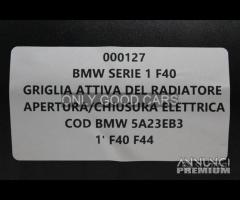 000127
BMW SERIE 1 F40
GRIGLIA ATTIVA DEL RADIATORE
ONLY GOOD CARS
APERTURA/CHIUSURA ELETTRICA
COD BMW 5A23EB3
1' F40 F44
ANNUNCI
PREMIUM